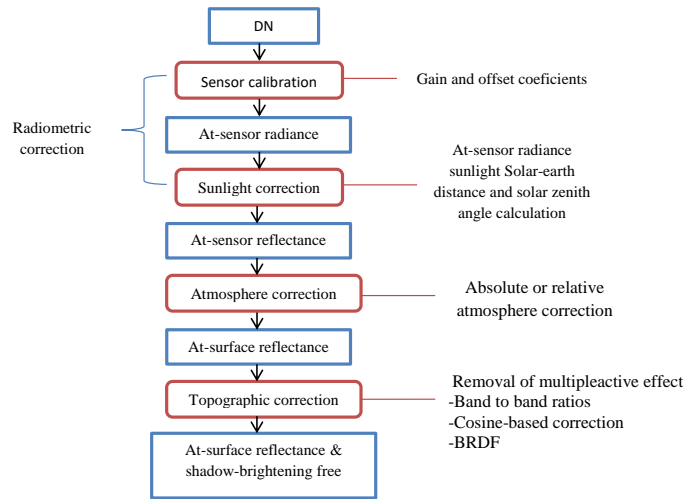 DN
Sensor calibration
Gain and offset coeficients
Radiometric
correction
At-sensor radiance
At-sensor radiance
sunlight Solar-earth
distance and solar zenith
angle calculation
Sunlight correction
At-sensor reflectance
Atmosphere correction
Absolute or relative
atmosphere correction
At-surface reflectance
Topographic correction
Removal of multipleactive effect
-Band to band ratios
-Cosine-based correction
-BRDF
At-surface reflectance &
shadow-brightening free